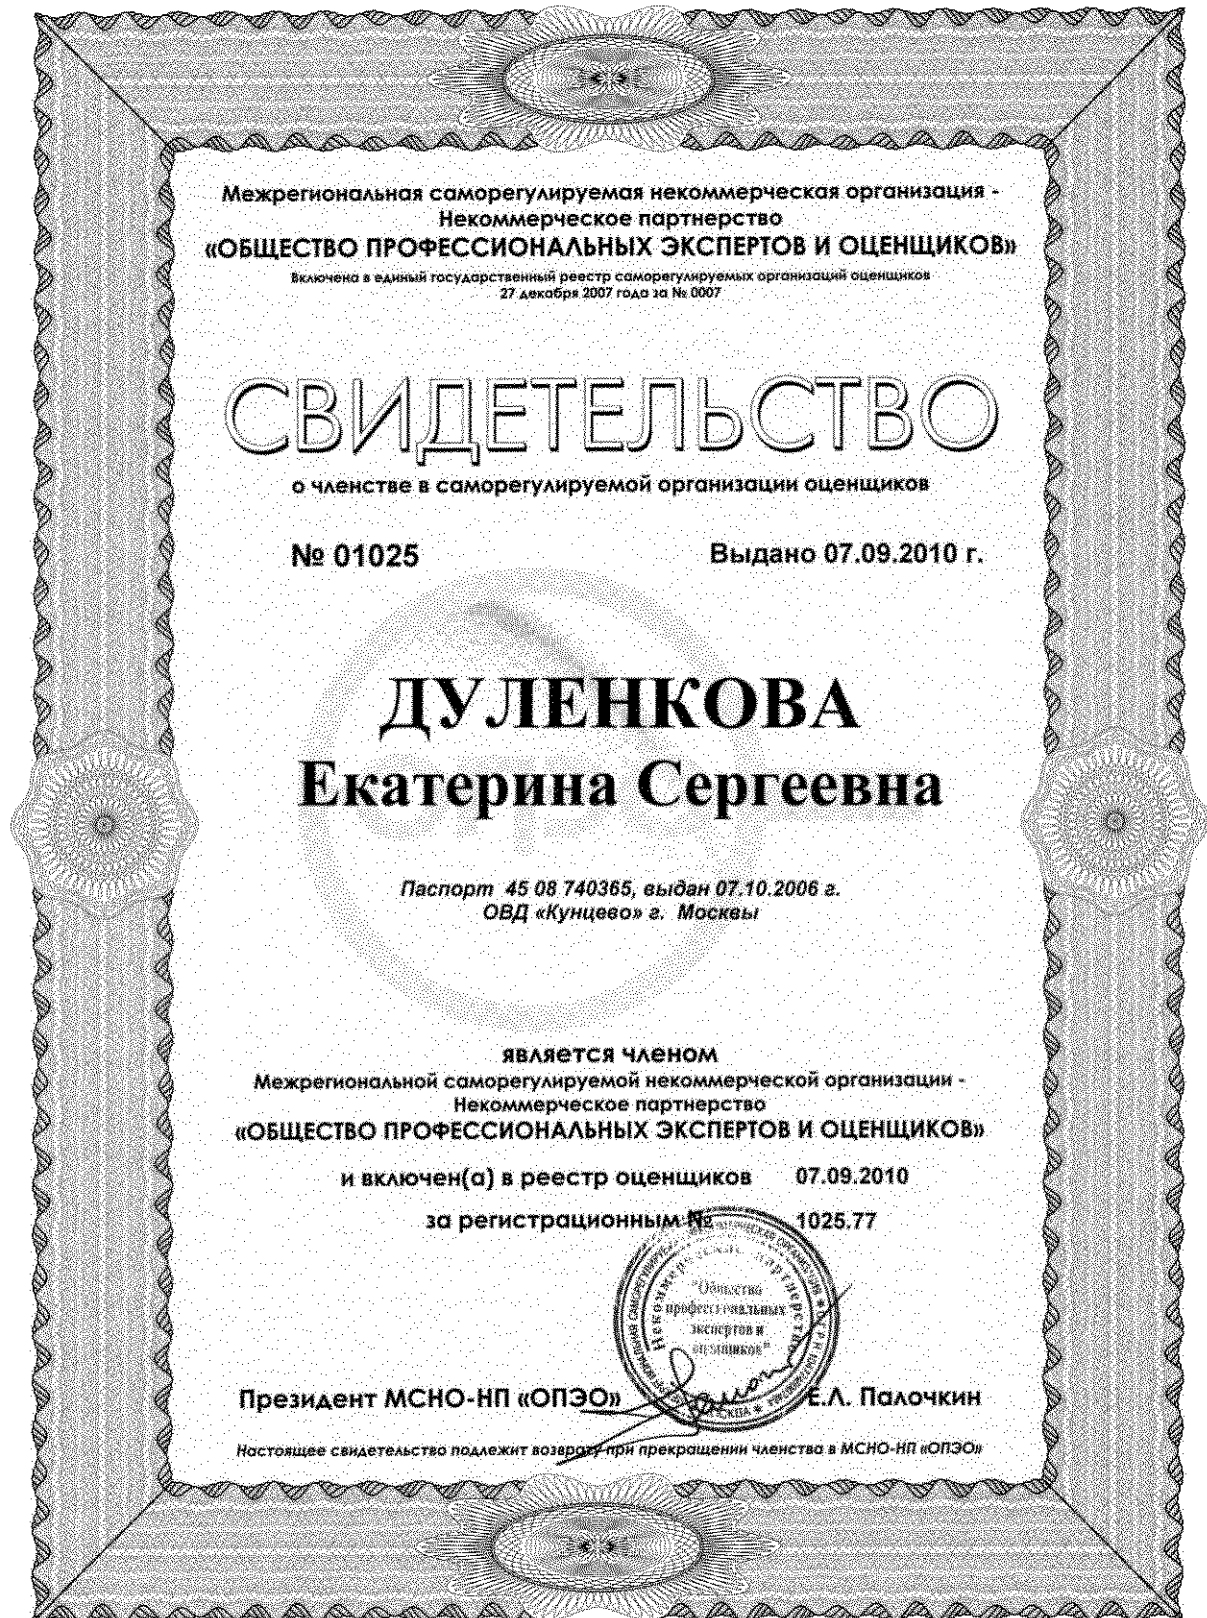 Межрегиональная саморегулируемая некоммерческая организация -
Некоммерческое партнерство
«ОБЩЕСТВО ПРОФЕССИОНАЛЬНЫХ ЭКСПЕРТОВ И ОЦЕНЩИКОВ»
Включена в единый государственный реестр саморегулируемых организаций оценщиков
27 декабря 2007 года за № 0007
СВИДЕТЕЛЬСТВО
о членстве в саморегулируемой организации оценщиков
№ 01025 Выдано 07.09.2010 г.
ДУЛЕНКОВА
Екатерина Сергеевна
Паспорт 45 08 740365, выдан 07.10.2006 г.
ОВД «Кунцево» г. Москвы
является членом
Межрегиональной саморегулируемой некоммерческой организации -
Некоммерческое партнерство
«ОБЩЕСТВО ПРОФЕССИОНАЛЬНЫХ ЭКСПЕРТОВ И ОЦЕНЩИКОВ»
и включен(а) в реестр оценщиков 07.09.2010
за регистрационным № 1025.77
Некоммерческое партнерство
"Общество
профессиональных
экспертов и
оценщиков"
Президент МСНО-НП «ОПЭО» Е.Л. Палочкин
Настоящее свидетельство подлежит возврату при прекращении членства в МСНО-НП «ОПЭО»